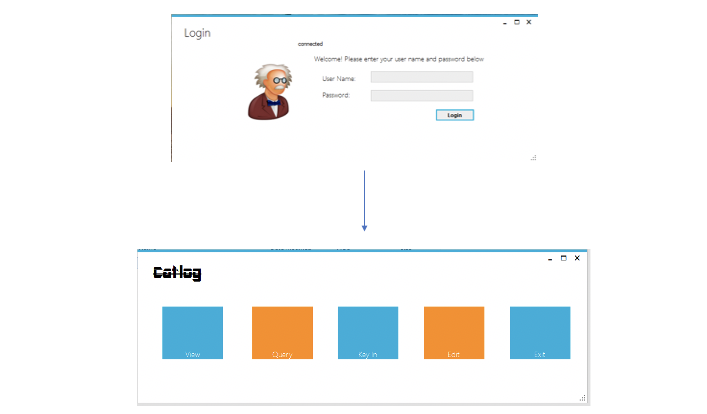 Login
connected
Welcome! Please enter your user name and password below
User Name:
Password:
Login
Catlog
View
Query
Key in
Edit
Exit